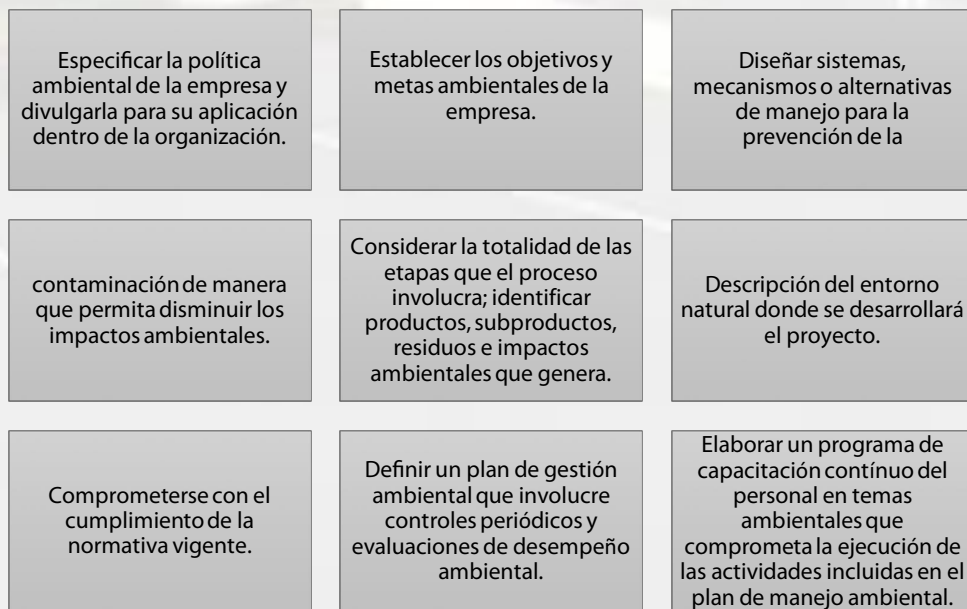 Especificar la política
ambiental de la empresa y
divulgarla para su aplicación
dentro de la organización.
Establecer los objetivos y
metas ambientales de la
empresa.
Diseñar sistemas,
mecanismos o alternativas
de manejo para la
prevención de la
contaminación de manera
que permita disminuir los
impactos ambientales.
Considerar la totalidad de las
etapas que el proceso
involucra; identificar
productos, subproductos,
residuos e impactos
ambientales que genera.
Descripción del entorno
natural donde se desarrollará
el proyecto.
Comprometerse con el
cumplimiento de la
normativa vigente.
Definir un plan de gestión
ambiental que involucre
controles periódicos y
evaluaciones de desempeño
ambiental.
Elaborar un programa de
capacitación contínuo del
personal en temas
ambientales que
comprometa la ejecución de
las actividades incluidas en el
plan de manejo ambiental.